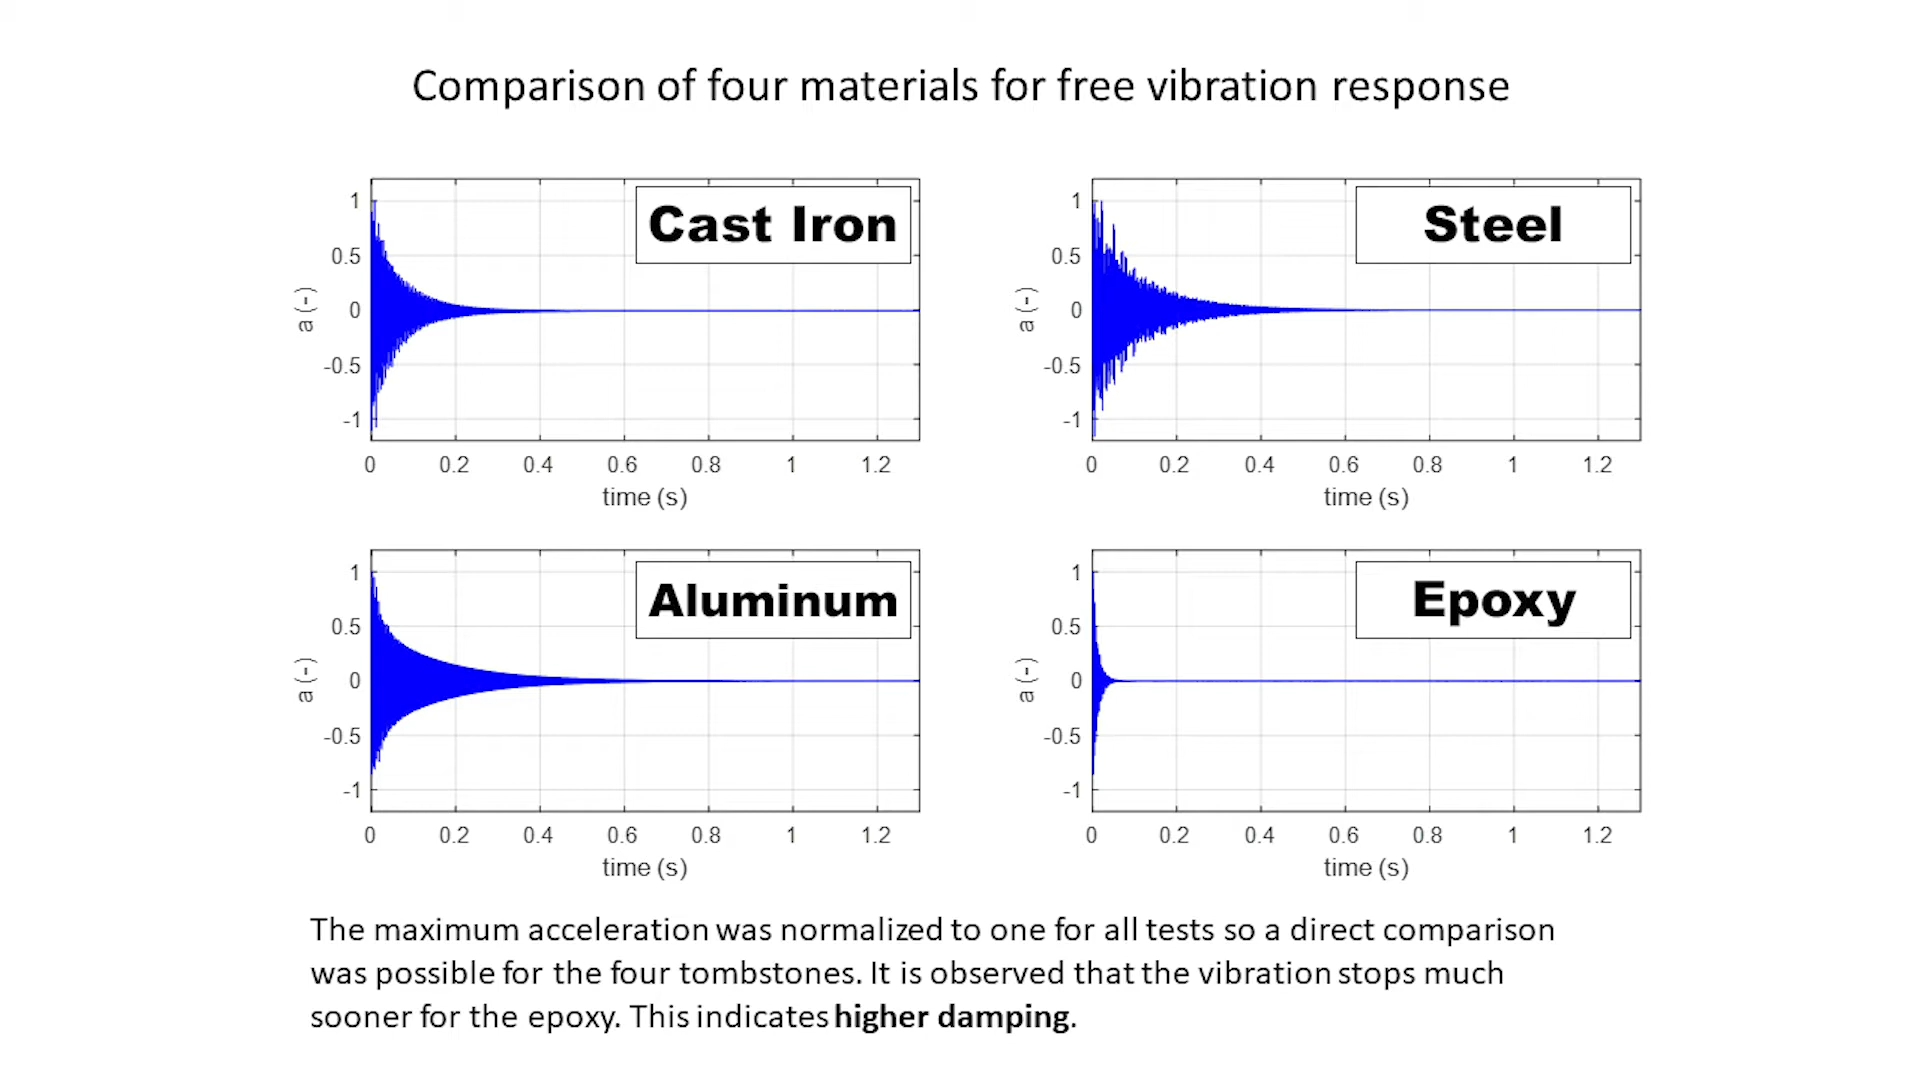 Comparison of four materials for free vibration response
Cast Iron
1
0.5
0
-0.5
-1
a (-)
0 0.2 0.4 0.6 0.8 1 1.2
time (s)
Steel
1
0.5
0
-0.5
-1
a (-)
0 0.2 0.4 0.6 0.8 1 1.2
time (s)
Aluminum
1
0.5
0
-0.5
-1
a (-)
0 0.2 0.4 0.6 0.8 1 1.2
time (s)
Epoxy
1
0.5
0
-0.5
-1
a (-)
0 0.2 0.4 0.6 0.8 1 1.2
time (s)
The maximum acceleration was normalized to one for all tests so a direct comparison
was possible for the four tombstones. It is observed that the vibration stops much
sooner for the epoxy. This indicates higher damping.